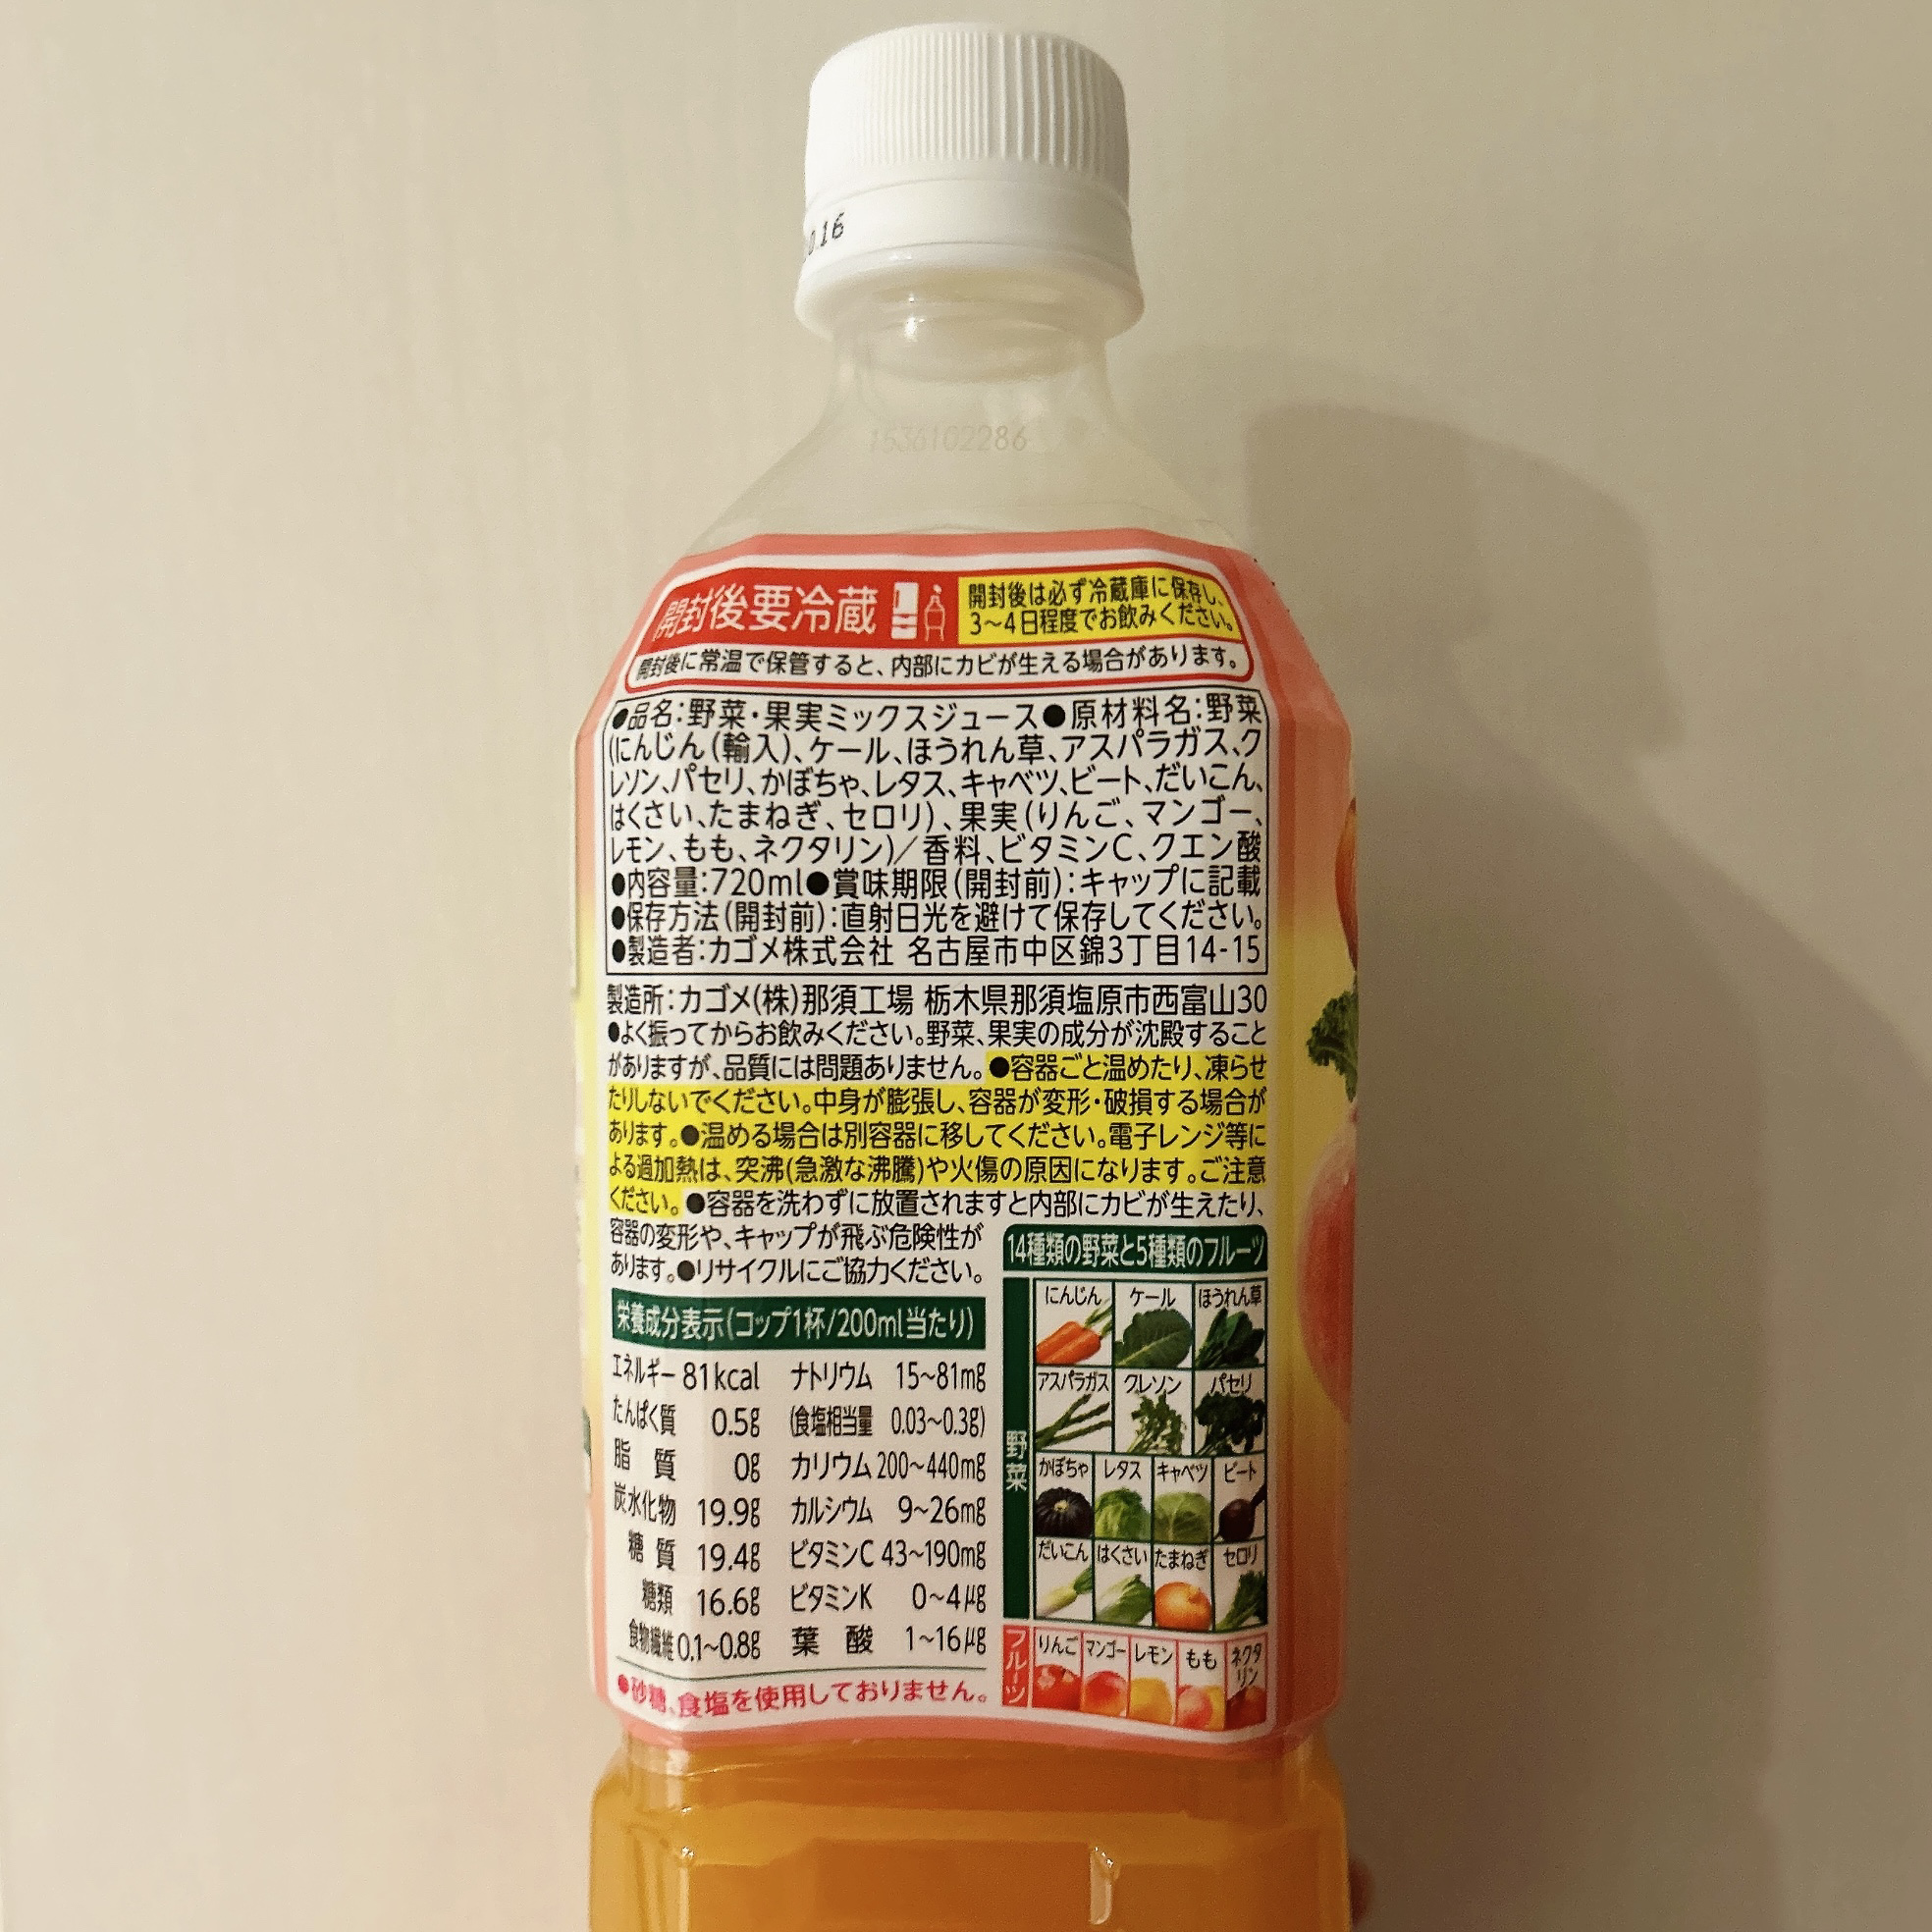 0.16
1536102286
開封後要冷蔵
開封後は必ず冷蔵庫に保存し、
3～4日程度でお飲みください。
開封後に常温で保管すると、内部にカビが生える場合があります。
●品名：野菜・果実ミックスジュース●原材料名：野菜
(にんじん(輸入)、ケール、ほうれん草、アスパラガス、ク
レソン、パセリ、かぼちゃ、レタス、キャベツ、ビート、だいこん、
はくさい、たまねぎ、セロリ)、果実(りんご、マンゴー、
レモン、もも、ネクタリン)／香料、ビタミンC、クエン酸
●内容量：720ml●賞味期限(開封前)：キャップに記載
●保存方法(開封前)：直射日光を避けて保存してください。
●製造者：カゴメ株式会社 名古屋市中区錦3丁目14-15
製造所：カゴメ(株)那須工場 栃木県那須塩原市西富山30
●よく振ってからお飲みください。野菜、果実の成分が沈殿すること
がありますが、品質には問題ありません。●容器ごと温めたり、凍らせ
たりしないでください。中身が膨張し、容器が変形・破損する場合が
あります。●温める場合は別容器に移してください。電子レンジ等に
よる過加熱は、突沸(急激な沸騰)や火傷の原因になります。ご注意
ください。●容器を洗わずに放置されますと内部にカビが生えたり、
容器の変形や、キャップが飛ぶ危険性が
あります。●リサイクルにご協力ください。
栄養成分表示(コップ1杯/200ml当たり)
エネルギー 81kcal ナトリウム 15～81mg
たんぱく質 0.5g (食塩相当量 0.03～0.3g)
脂質 0g カリウム 200～440mg
炭水化物 19.9g カルシウム 9～26mg
糖質 19.4g ビタミンC 43～190mg
糖類 16.6g ビタミンK 0～4μg
食物繊維 0.1～0.8g 葉酸 1～16μg
●砂糖、食塩を使用しておりません。
14種類の野菜と5種類のフルーツ
野菜
にんじん ケール ほうれん草
アスパラガス クレソン パセリ
かぼちゃ レタス キャベツ ビート
だいこん はくさい たまねぎ セロリ
フルーツ
りんご マンゴー レモン もも ネクタリン